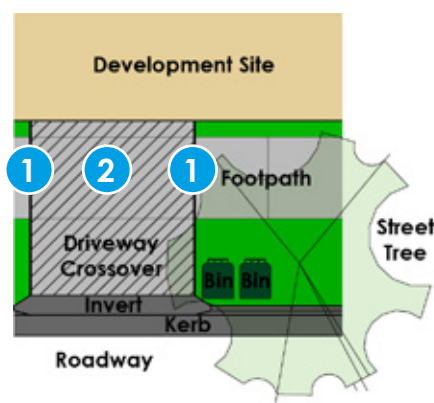 Development Site
1
2
1
Footpath
Street
Tree
Driveway
Crossover
Bin
Bin
Invert
Kerb
Roadway